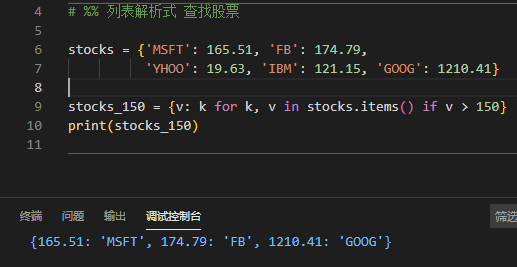 4 # %% 列表解析式 查找股票
5
6 stocks = {'MSFT': 165.51, 'FB': 174.79,
7 'YHOO': 19.63, 'IBM': 121.15, 'GOOG': 1210.41}
8
9 stocks_150 = {v: k for k, v in stocks.items() if v > 150}
10 print(stocks_150)
11
终端 问题 输出 调试控制台 筛选
{165.51: 'MSFT', 174.79: 'FB', 1210.41: 'GOOG'}